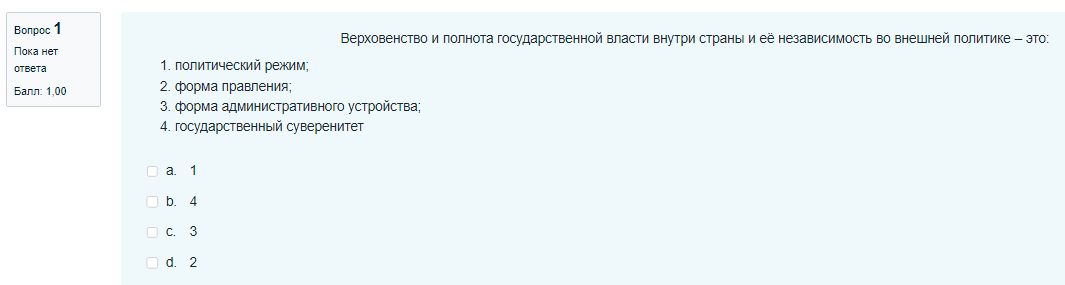 Вопрос 1
Пока нет
ответа
Балл: 1,00
Верховенство и полнота государственной власти внутри страны и её независимость во внешней политике – это:
1. политический режим;
2. форма правления;
3. форма административного устройства;
4. государственный суверенитет
a. 1
b. 4
c. 3
d. 2